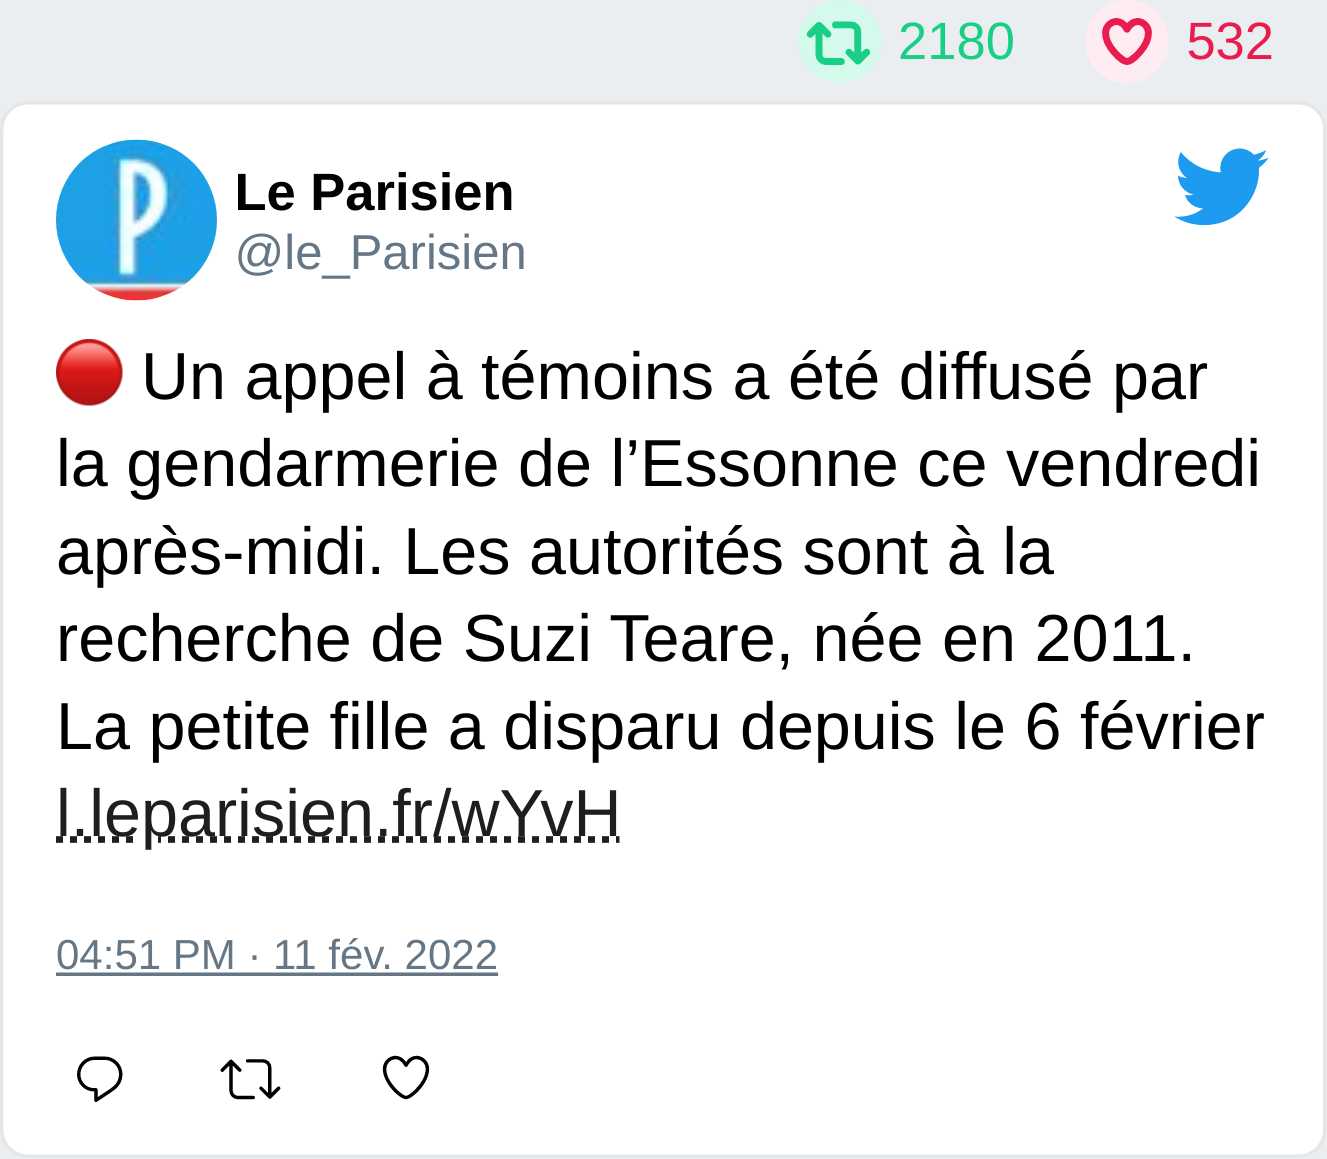 2180 532
Le Parisien
@le_Parisien
🔴 Un appel à témoins a été diffusé par
la gendarmerie de l’Essonne ce vendredi
après-midi. Les autorités sont à la
recherche de Suzi Teare, née en 2011.
La petite fille a disparu depuis le 6 février
l.leparisien.fr/wYvH
04:51 PM · 11 fév. 2022